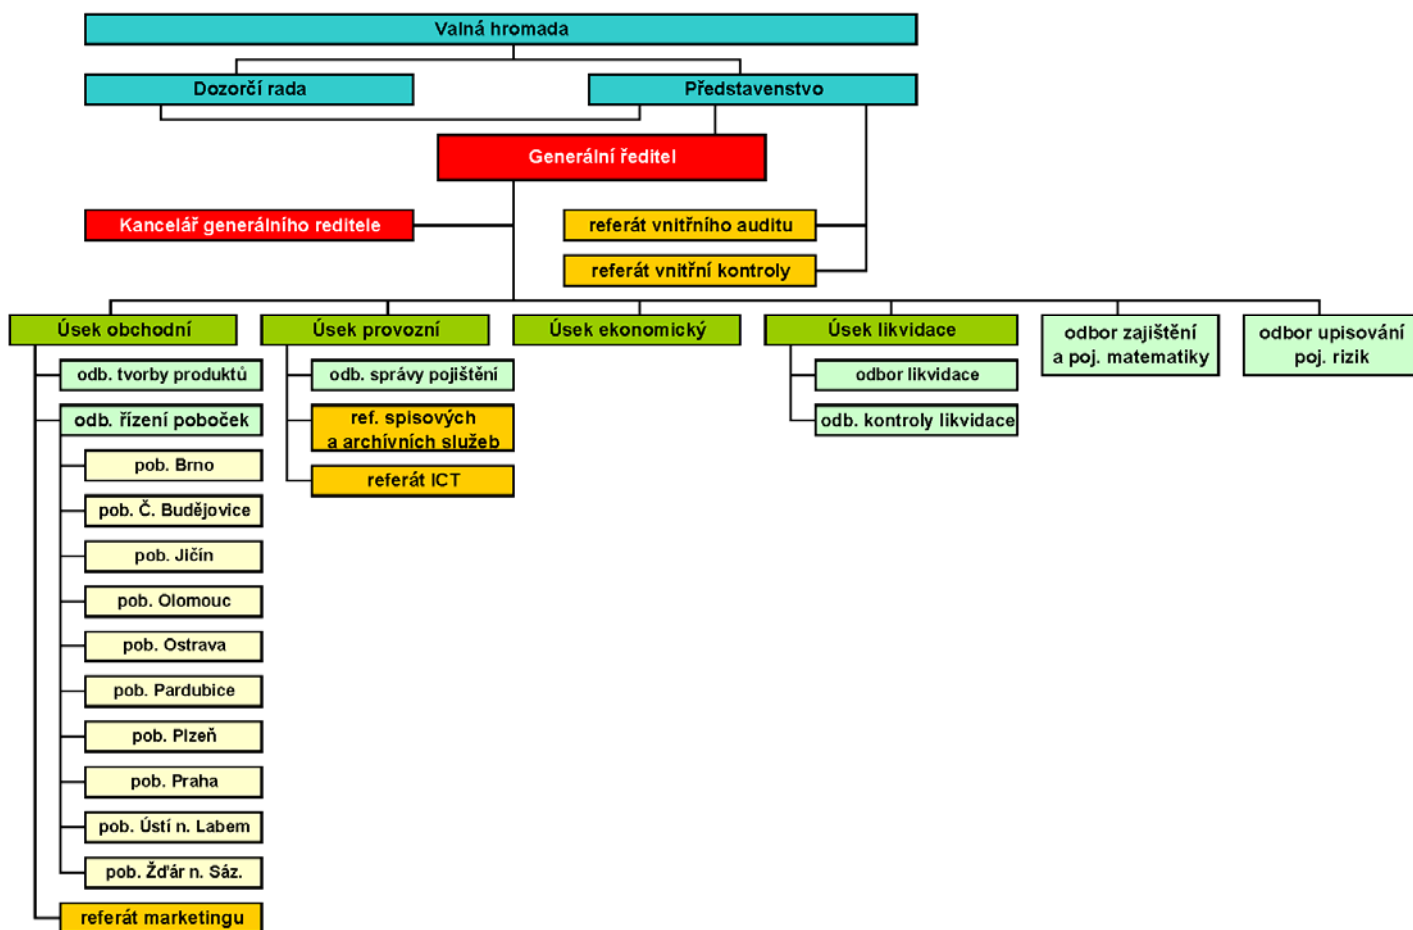 Valná hromada
Dozorčí rada
Představenstvo
Generální ředitel
Kancelář generálního reditele
referát vnitřního auditu
referát vnitřní kontroly
Úsek obchodní
Úsek provozní
Úsek ekonomický
Úsek likvidace
odbor zajištění
a poj. matematiky
odbor upisování
poj. rizik
odb. tvorby produktů
odb. řízení poboček
pob. Brno
pob. Č. Budějovice
pob. Jičín
pob. Olomouc
pob. Ostrava
pob. Pardubice
pob. Plzeň
pob. Praha
pob. Ústí n. Labem
pob. Žďár n. Sáz.
referát marketingu
odb. správy pojištění
ref. spisových
a archívních služeb
referát ICT
odbor likvidace
odb. kontroly likvidace